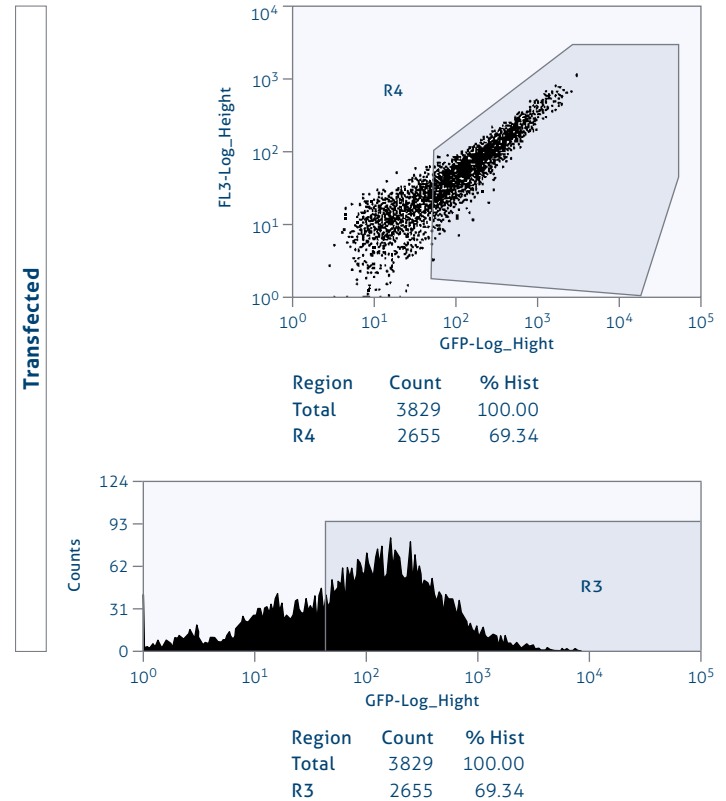 Transfected
10⁴
10³
10²
10¹
10⁰
FL3-Log_Height
R4
10⁰ 10¹ 10² 10³ 10⁴ 10⁵
GFP-Log_Hight
Region Count % Hist
Total 3829 100.00
R4 2655 69.34
124
93
62
31
0
Counts
R3
10⁰ 10¹ 10² 10³ 10⁴ 10⁵
GFP-Log_Hight
Region Count % Hist
Total 3829 100.00
R3 2655 69.34